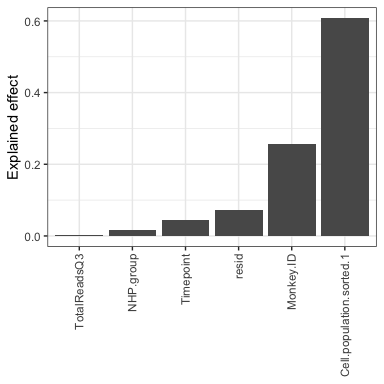 Explained effect
0.6
0.4
0.2
0.0
TotalReadsQ3
NHP.group
Timepoint
resid
Monkey.ID
Cell.population.sorted.1